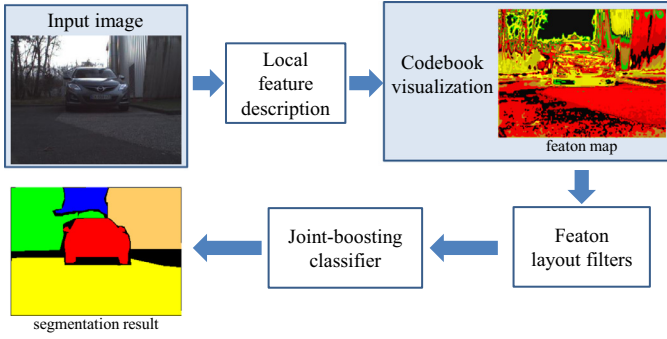 Input image
Local
feature
description
Codebook
visualization
featon map
Featon
layout filters
Joint-boosting
classifier
segmentation result